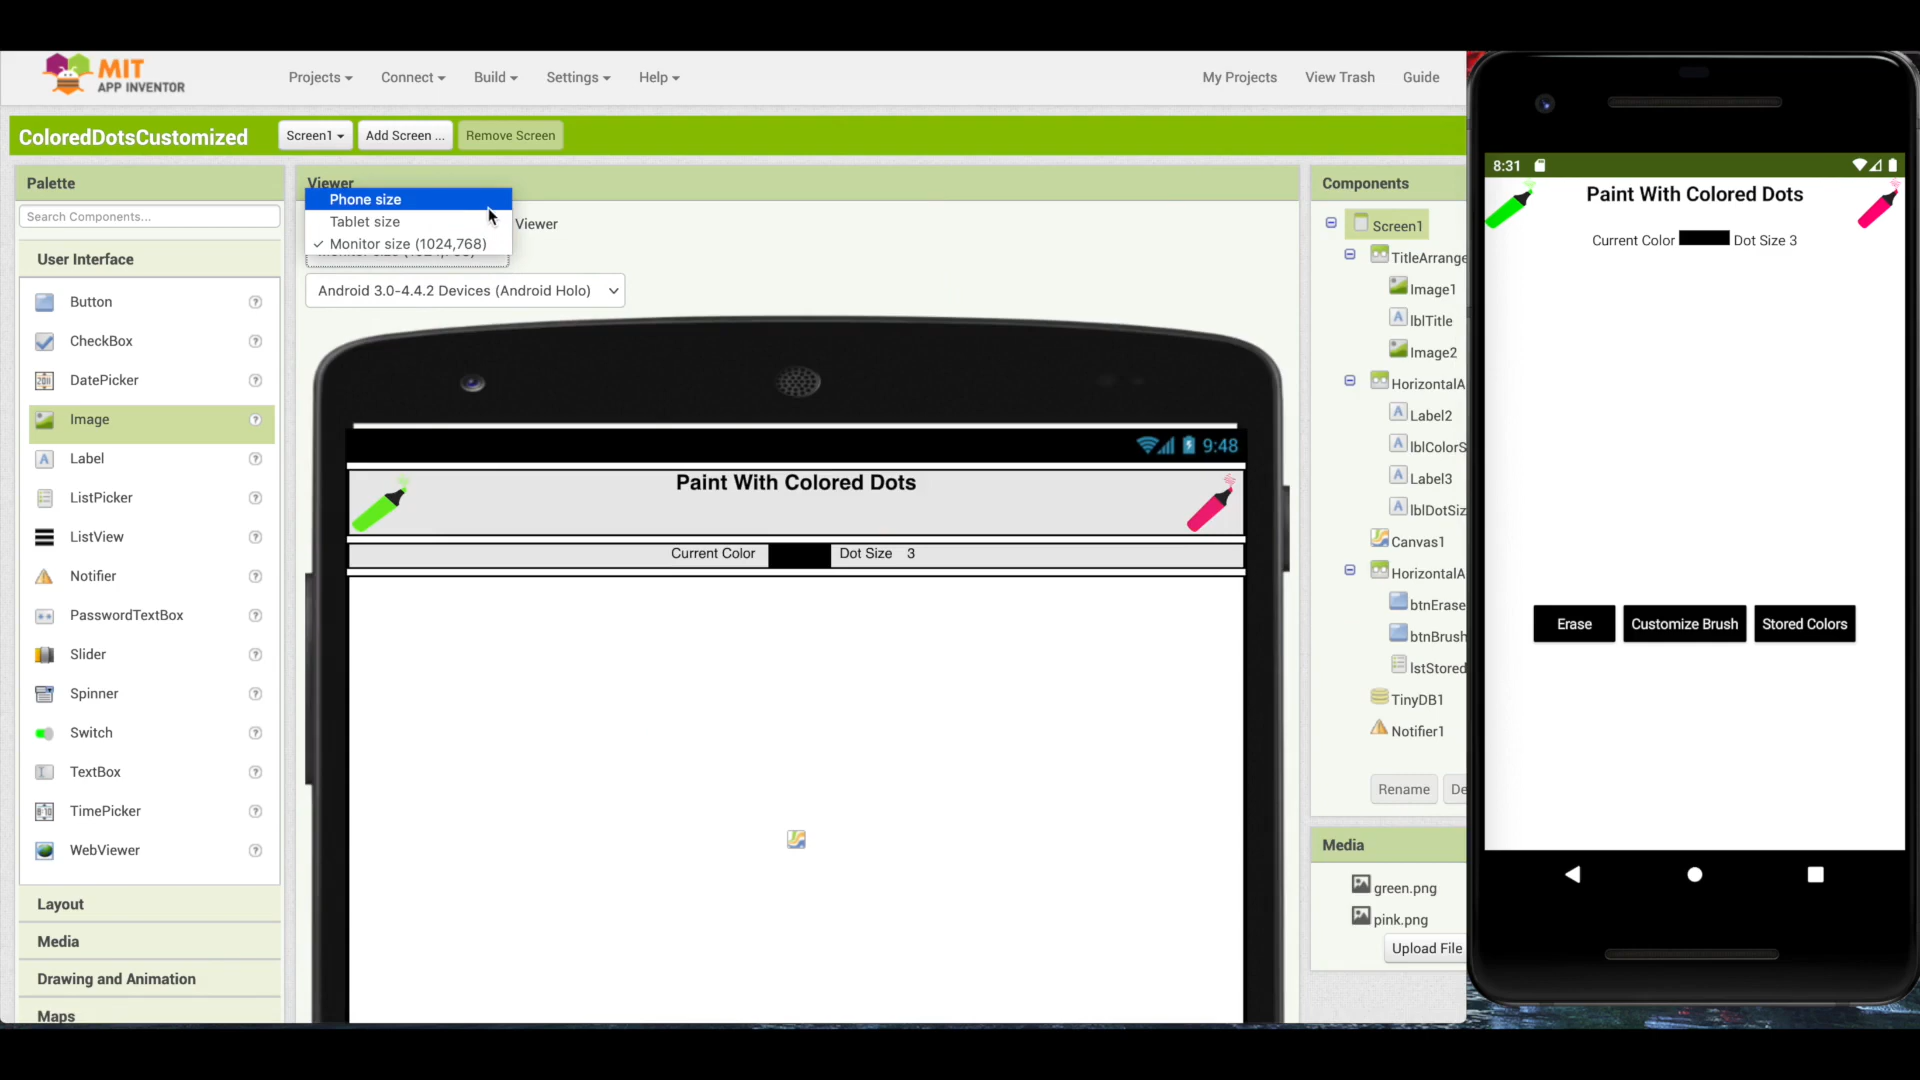 MIT
APP INVENTOR
Projects
Connect
Build
Settings
Help
My Projects
View Trash
Guide
ColoredDotsCustomized
Screen1
Add Screen ...
Remove Screen
Palette
Search Components...
User Interface
Button
CheckBox
DatePicker
Image
Label
ListPicker
ListView
Notifier
PasswordTextBox
Slider
Spinner
Switch
TextBox
TimePicker
WebViewer
Layout
Media
Drawing and Animation
Maps
Viewer
Phone size
Tablet size
Monitor size (1024,768)
Viewer
Android 3.0-4.4.2 Devices (Android Holo)
9:48
Paint With Colored Dots
Current Color
Dot Size 3
Components
Screen1
TitleArrange
Image1
lblTitle
Image2
HorizontalA
Label2
lblColorS
Label3
lblDotSiz
Canvas1
HorizontalA
btnErase
btnBrush
lstStored
TinyDB1
Notifier1
Rename
De
Media
green.png
pink.png
Upload File
8:31
Paint With Colored Dots
Current Color
Dot Size 3
Erase
Customize Brush
Stored Colors